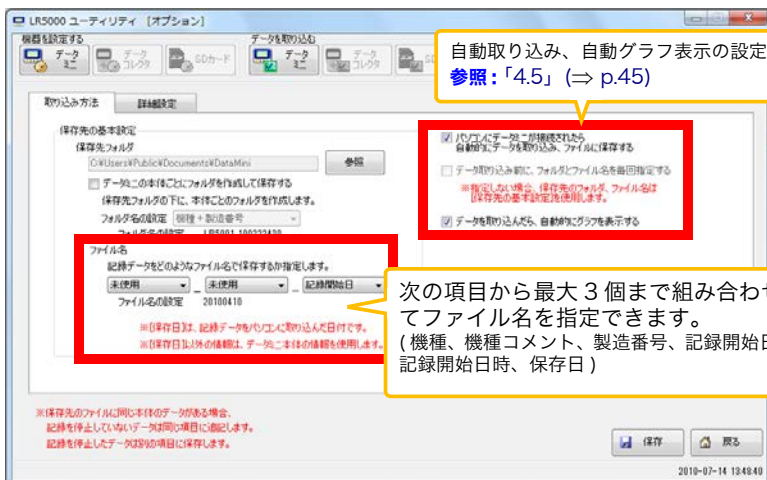 LR5000 ユーティリティ [オプション]
機器を設定する
データを取り込む
データミニ
データコレクタ
SDカード
データミニ
データコレクタ
自動取り込み、自動グラフ表示の設定
参照:「4.5」(⇒ p.45)
取り込み方法
詳細設定
保存先の基本設定
保存先フォルダ
C:¥Users¥Public¥Documents¥DataMini
参照
データミニの本体ごとにフォルダを作成して保存する
保存先フォルダの下に、本体ごとのフォルダを作成します。
フォルダ名の設定 機種+製造番号
パソコンにデータミニが接続されたら
自動的にデータを取り込み、ファイルに保存する
データ取り込み前に、フォルダとファイル名を毎回指定する
※指定しない場合、保存先のフォルダ、ファイル名は
[保存先の基本設定]を使用します。
データを取り込んだら、自動的にグラフを表示する
ファイル名
記録データをどのようなファイル名で保存するか指定します。
未使用 _ 未使用 _ 記録開始日
ファイル名の設定 20100410
※[保存日]は、記録データをパソコンに取り込んだ日付です。
※[保存日]以外の情報は、データミニ本体の情報を使用します。
次の項目から最大 3 個まで組み合わせ
てファイル名を指定できます。
(機種、機種コメント、製造番号、記録開始日
記録開始日時、保存日)
※保存先のファイルに同じ本体のデータがある場合、
記録を停止していないデータは同じ項目に追記します。
記録を停止したデータは別の項目に保存します。
保存
戻る
2010-07-14 13:48:40